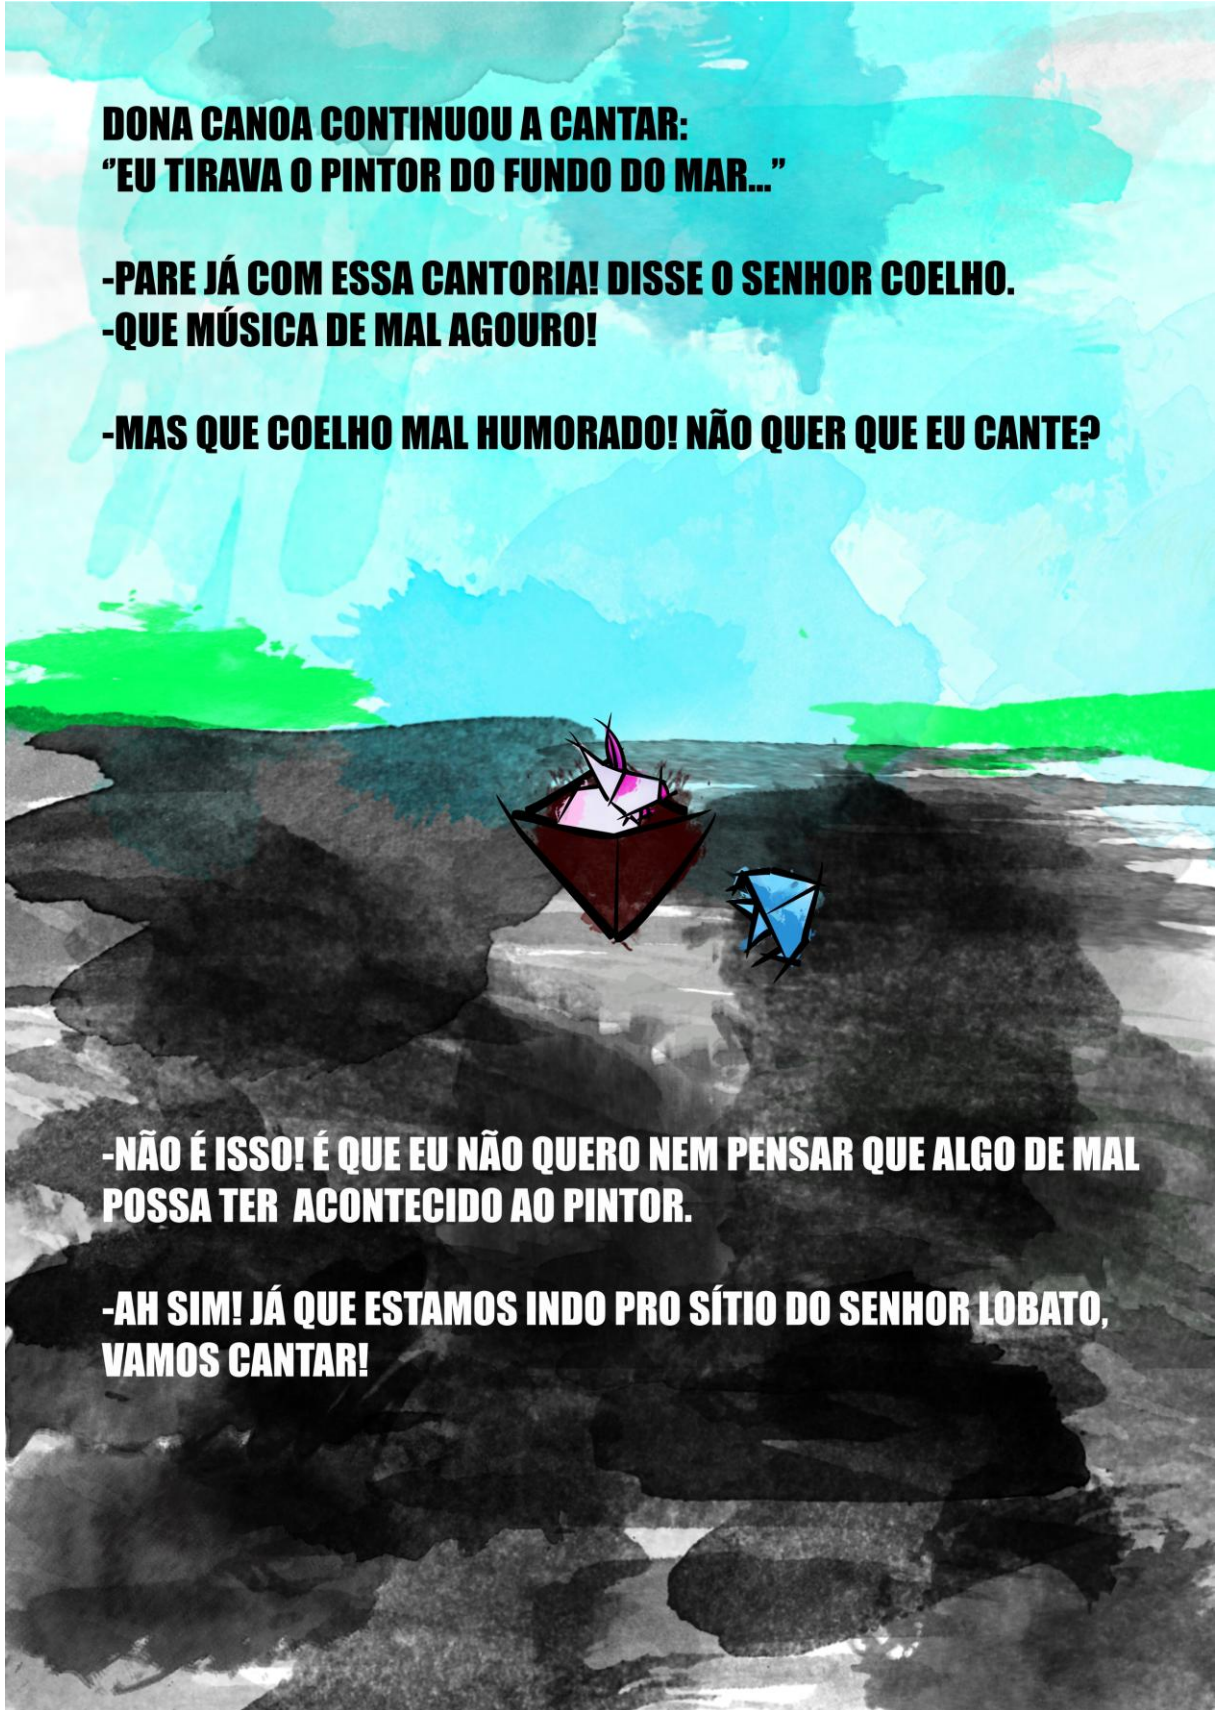 DONA CANOA CONTINUOU A CANTAR:
“EU TIRAVA O PINTOR DO FUNDO DO MAR...”
-PARE JÁ COM ESSA CANTORIA! DISSE O SENHOR COELHO.
-QUE MÚSICA DE MAL AGOURO!
-MAS QUE COELHO MAL HUMORADO! NÃO QUER QUE EU CANTE?
-NÃO É ISSO! É QUE EU NÃO QUERO NEM PENSAR QUE ALGO DE MAL
POSSA TER ACONTECIDO AO PINTOR.
-AH SIM! JÁ QUE ESTAMOS INDO PRO SÍTIO DO SENHOR LOBATO,
VAMOS CANTAR!